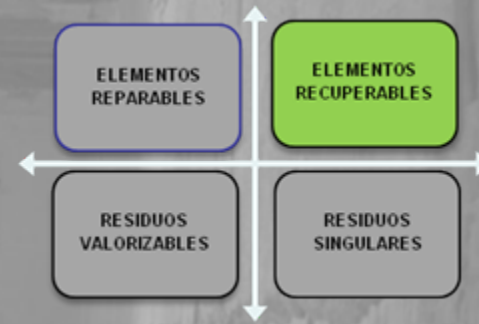 ELEMENTOS
REPARABLES
ELEMENTOS
RECUPERABLES
RESIDUOS
VALORIZABLES
RESIDUOS
SINGULARES